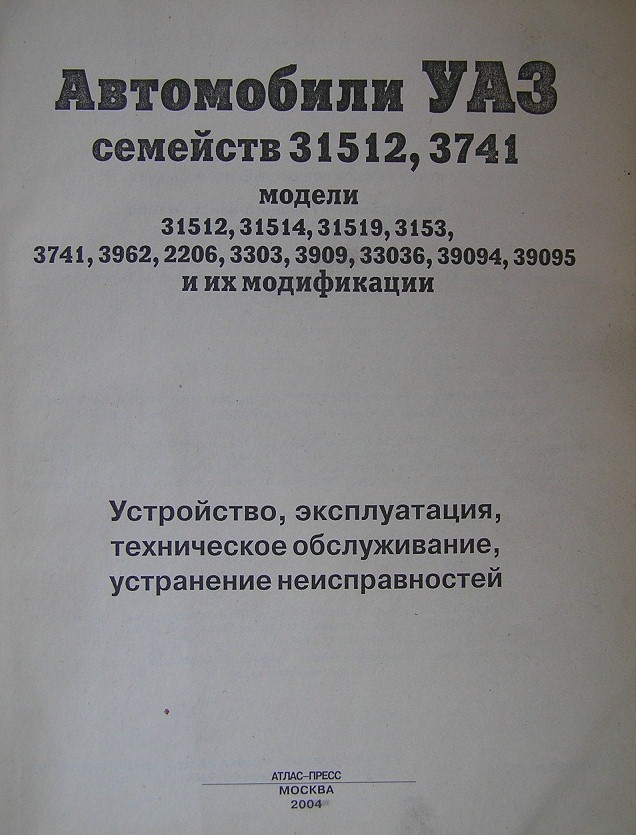 Автомобили УАЗ
семейств 31512, 3741
модели
31512, 31514, 31519, 3153,
3741, 3962, 2206, 3303, 3909, 33036, 39094, 39095
и их модификации
Устройство, эксплуатация,
техническое обслуживание,
устранение неисправностей
АТЛАС–ПРЕСС
МОСКВА
2004